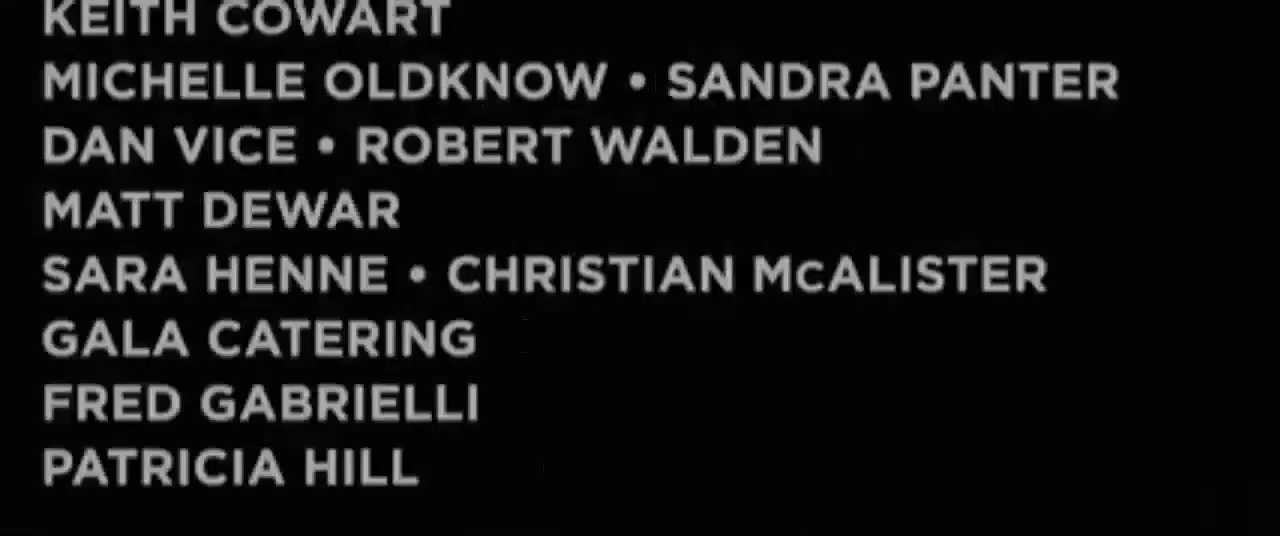 KEITH COWART
MICHELLE OLDKNOW • SANDRA PANTER
DAN VICE • ROBERT WALDEN
MATT DEWAR
SARA HENNE • CHRISTIAN McALISTER
GALA CATERING
FRED GABRIELLI
PATRICIA HILL